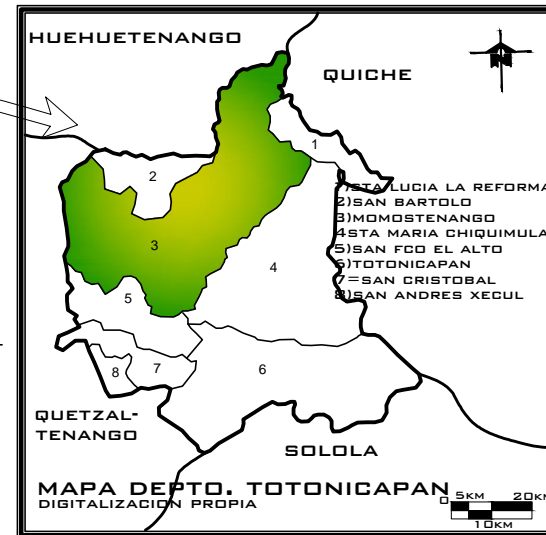 HUEHUETENANGO
QUICHE
N
1
2
1)STA LUCIA LA REFORMA
2)SAN BARTOLO
3)MOMOSTENANGO
4STA MARIA CHIQUIMULA
5)SAN FCO EL ALTO
6)TOTONICAPAN
7=SAN CRISTOBAL
8)SAN ANDRES XECUL
3
4
5
6
7
8
QUETZAL-
TENANGO
SOLOLA
MAPA DEPTO. TOTONICAPAN
DIGITALIZACION PROPIA
0 5KM 20KM
10KM